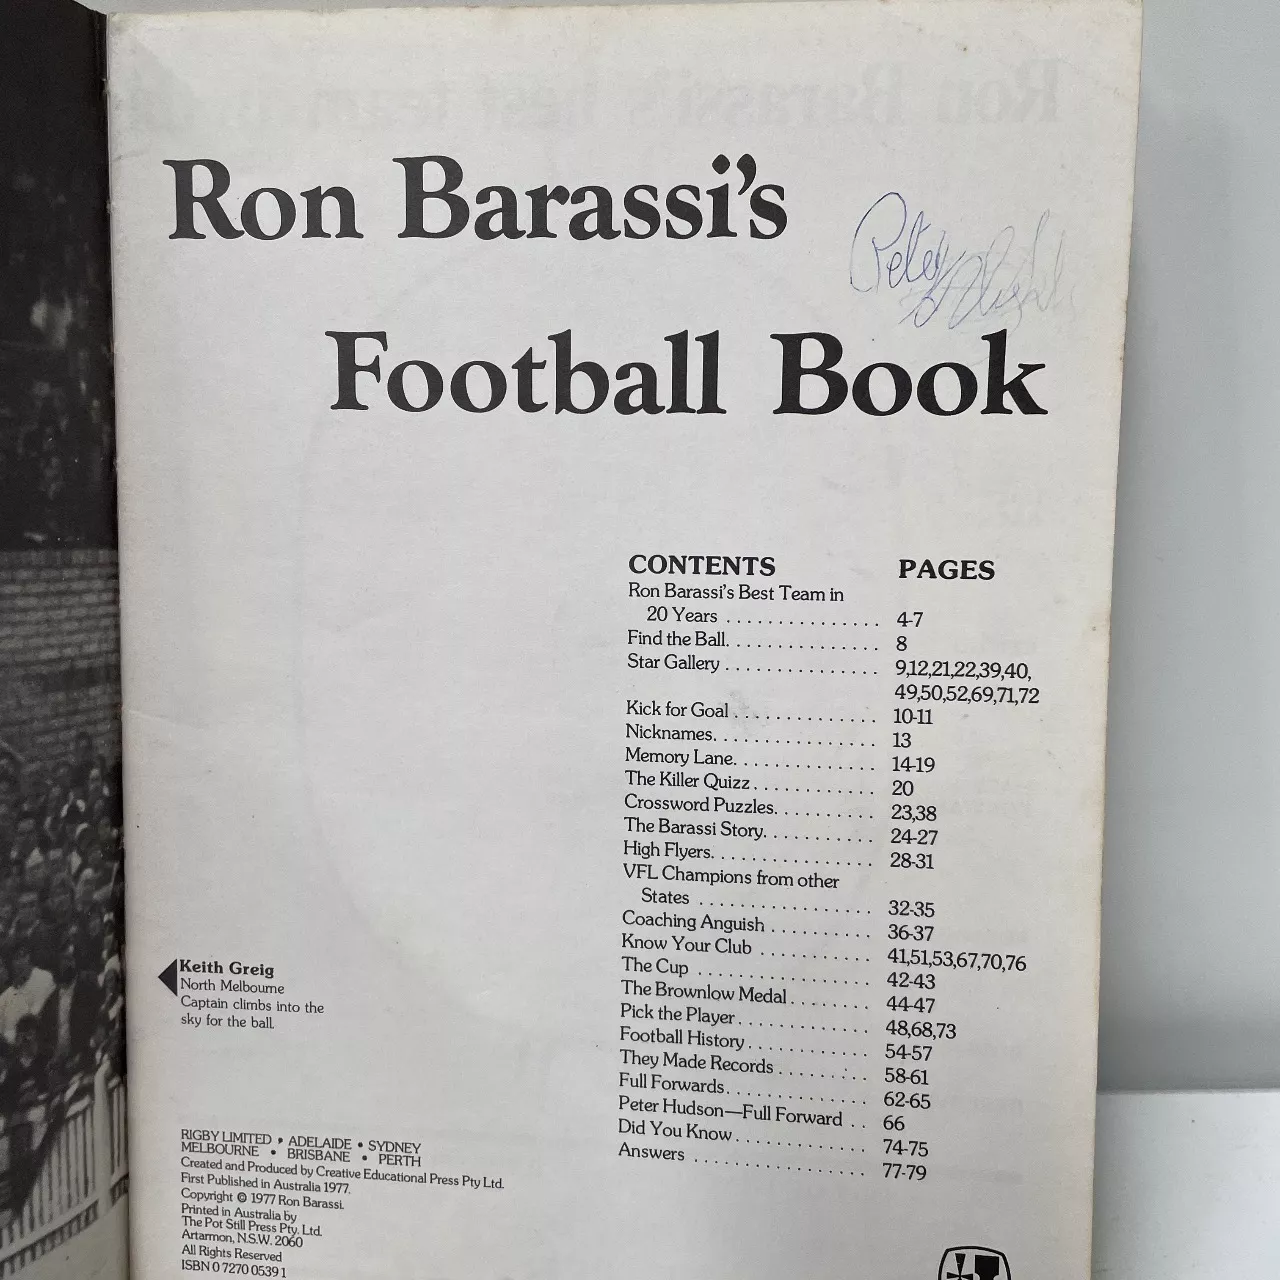 Ron Barassi's
Peter
Football Book
CONTENTS PAGES
Ron Barassi's Best Team in
20 Years ............... 4-7
Find the Ball............... 8
Star Gallery ............... 9,12,21,22,39,40,
49,50,52,69,71,72
Kick for Goal .............. 10-11
Nicknames................ 13
Memory Lane.............. 14-19
The Killer Quizz ............ 20
Crossword Puzzles.......... 23,38
The Barassi Story........... 24-27
High Flyers................ 28-31
VFL Champions from other
States ................. 32-35
Coaching Anguish .......... 36-37
Know Your Club ........... 41,51,53,67,70,76
The Cup ................. 42-43
The Brownlow Medal ........ 44-47
Pick the Player............. 48,68,73
Football History............ 54-57
They Made Records ......... 58-61
Full Forwards.............. 62-65
Peter Hudson—Full Forward .. 66
Did You Know............. 74-75
Answers ................. 77-79
Keith Greig
North Melbourne
Captain climbs into the
sky for the ball.
RIGBY LIMITED • ADELAIDE • SYDNEY
MELBOURNE • BRISBANE • PERTH
Created and Produced by Creative Educational Press Pty Ltd.
First Published in Australia 1977.
Copyright © 1977 Ron Barassi.
Printed in Australia by
The Pot Still Press Pty. Ltd.
Artarmon, N.S.W. 2060
All Rights Reserved
ISBN 0 7270 0539 1